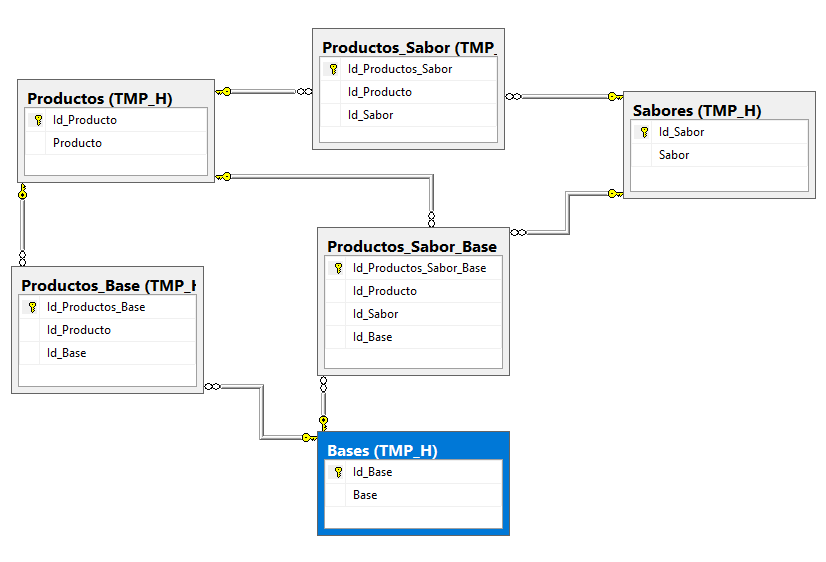 Productos_Sabor (TMP_
Id_Productos_Sabor
Id_Producto
Id_Sabor
Productos (TMP_H)
Id_Producto
Producto
Sabores (TMP_H)
Id_Sabor
Sabor
Productos_Sabor_Base
Id_Productos_Sabor_Base
Id_Producto
Id_Sabor
Id_Base
Productos_Base (TMP_H
Id_Productos_Base
Id_Producto
Id_Base
Bases (TMP_H)
Id_Base
Base